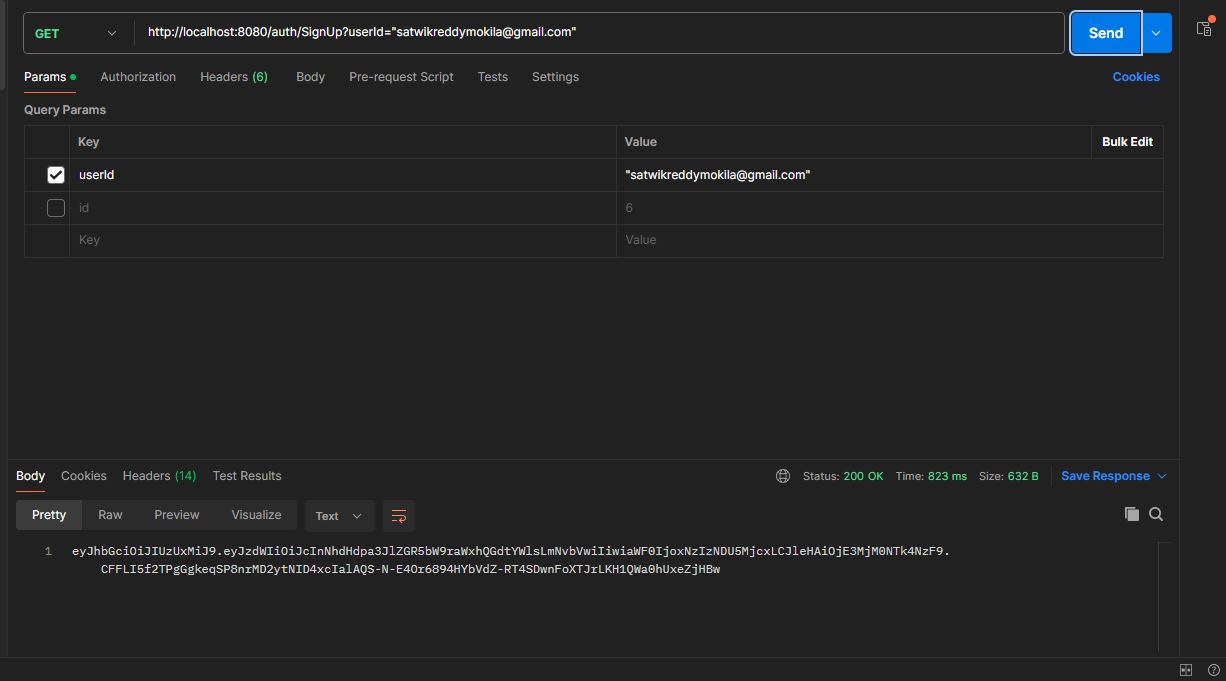 GET http://localhost:8080/auth/SignUp?userId="satwikreddymokila@gmail.com" Send
Params Authorization Headers (6) Body Pre-request Script Tests Settings Cookies
Query Params
Key Value Bulk Edit
userId "satwikreddymokila@gmail.com"
id 6
Key Value
Body Cookies Headers (14) Test Results Status: 200 OK Time: 823 ms Size: 632 B Save Response
Pretty Raw Preview Visualize Text
1 eyJhbGciOiJIUzUxMiJ9.eyJzdWIiOiJcInNhdHdpa3JlZGR5bW9raWxhQGdtYWlsLmNvbVwiIiwiaWF0IjoxNzIzNDU5MjcxLCJleHAiOjE3MjM0NTk4NzF9.
CFFLI5f2TPgGgkeqSP8nrMD2ytNID4xcIalAQS-N-E4Or6894HYbVdZ-RT4SDwnFoXTJrLKH1QWa0hUxeZjHBw